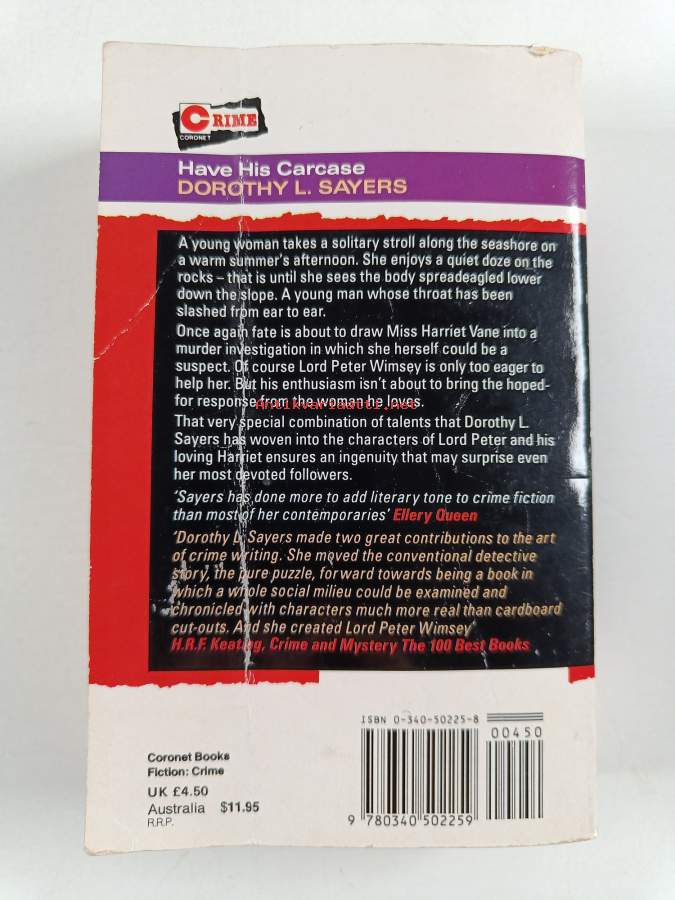 CRIME
CORONET
Have His Carcase
DOROTHY L. SAYERS
A young woman takes a solitary stroll along the seashore on
a warm summer's afternoon. She enjoys a quiet doze on the
rocks – that is until she sees the body spreadeagled lower
down the slope. A young man whose throat has been
slashed from ear to ear.
Once again fate is about to draw Miss Harriet Vane into a
murder investigation in which she herself could be a
suspect. Of course Lord Peter Wimsey is only too eager to
help her. But his enthusiasm isn't about to bring the hoped-
for response from the woman he loves.
Antikvariaatti.net
That very special combination of talents that Dorothy L.
Sayers has woven into the characters of Lord Peter and his
loving Harriet ensures an ingenuity that may surprise even
her most devoted followers.
'Sayers has done more to add literary tone to crime fiction
than most of her contemporaries' Ellery Queen
'Dorothy L. Sayers made two great contributions to the art
of crime writing. She moved the conventional detective
story, the pure puzzle, forward towards being a book in
which a whole social milieu could be examined and
chronicled with characters much more real than cardboard
cut-outs. And she created Lord Peter Wimsey'
H.R.F. Keating, Crime and Mystery The 100 Best Books
ISBN 0-340-50225-8
00450
Coronet Books
Fiction: Crime
UK £4.50
Australia $11.95
R.R.P.
9 780340 502259